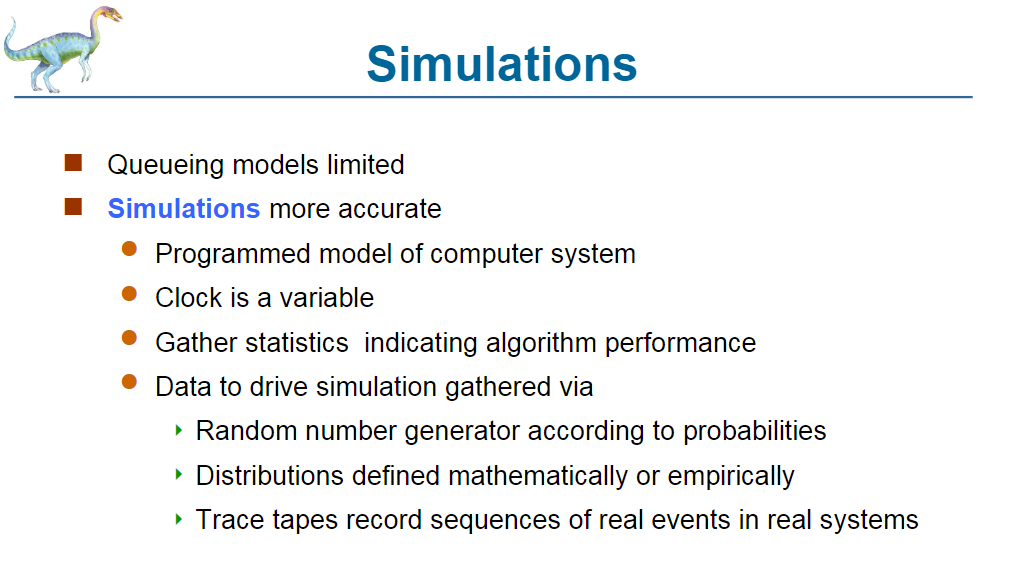 Simulations
Queueing models limited
Simulations more accurate
Programmed model of computer system
Clock is a variable
Gather statistics  indicating algorithm performance
Data to drive simulation gathered via
Random number generator according to probabilities
Distributions defined mathematically or empirically
Trace tapes record sequences of real events in real systems